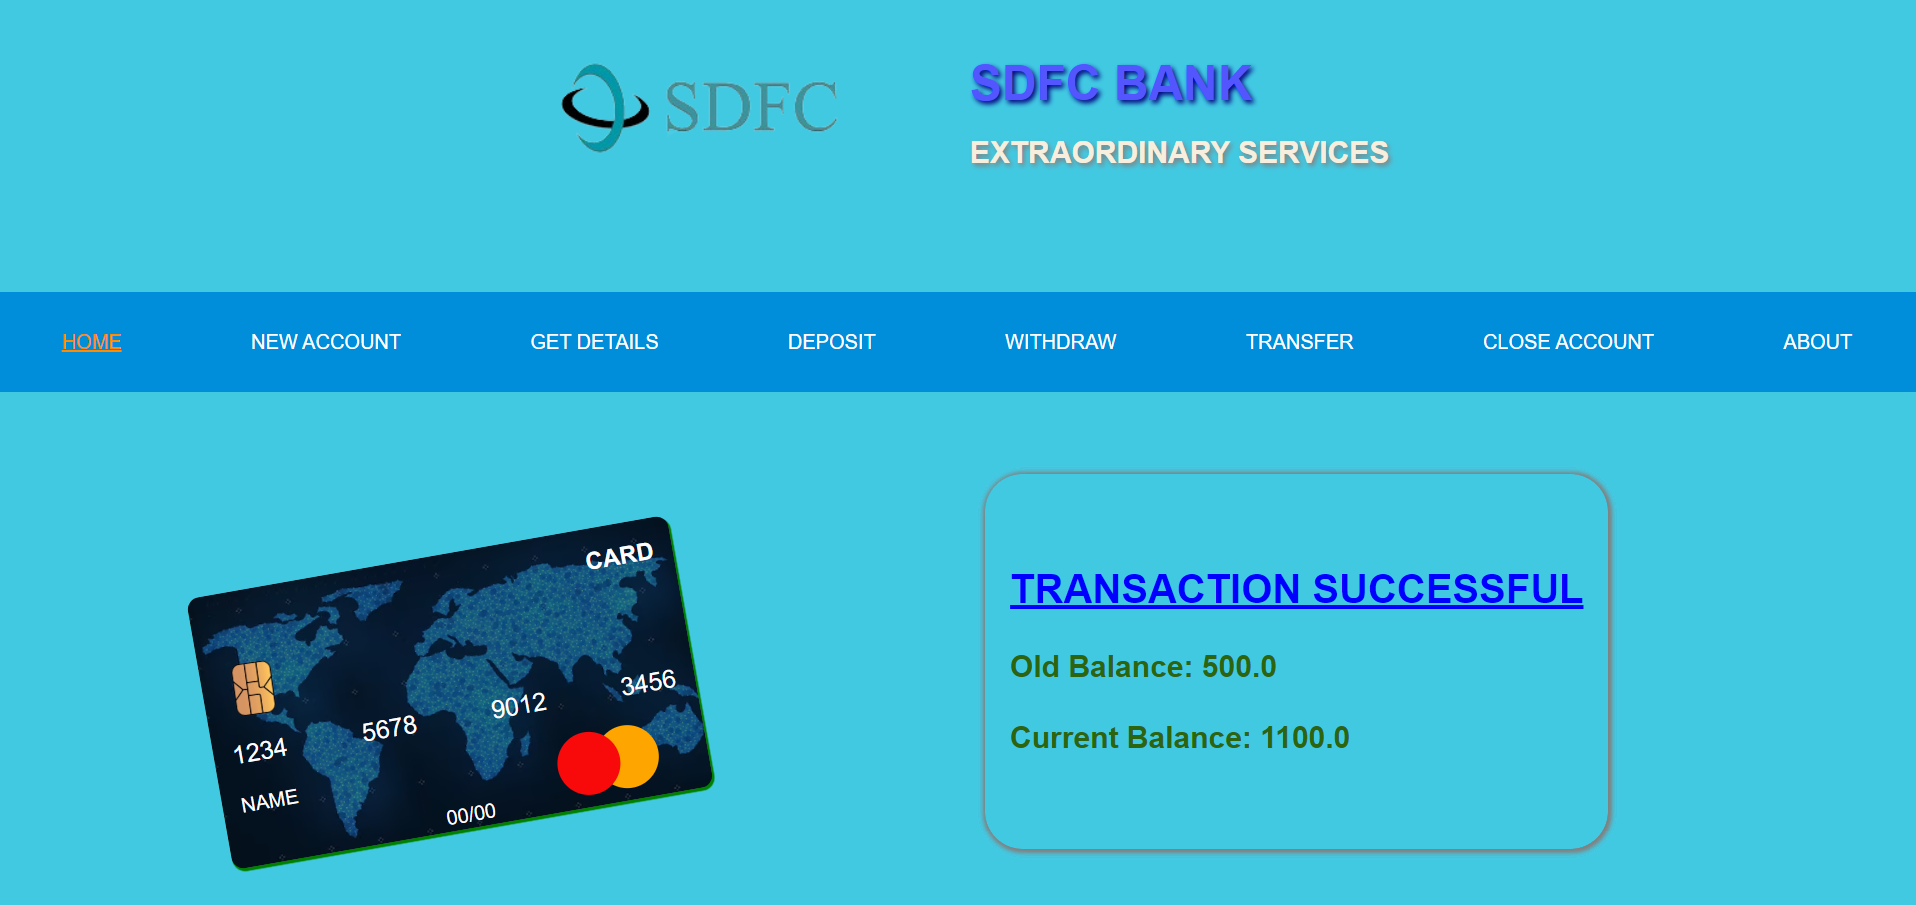 SDFC
SDFC BANK
EXTRAORDINARY SERVICES
HOME
NEW ACCOUNT
GET DETAILS
DEPOSIT
WITHDRAW
TRANSFER
CLOSE ACCOUNT
ABOUT
CARD
1234 5678 9012 3456
NAME
00/00
TRANSACTION SUCCESSFUL
Old Balance: 500.0
Current Balance: 1100.0